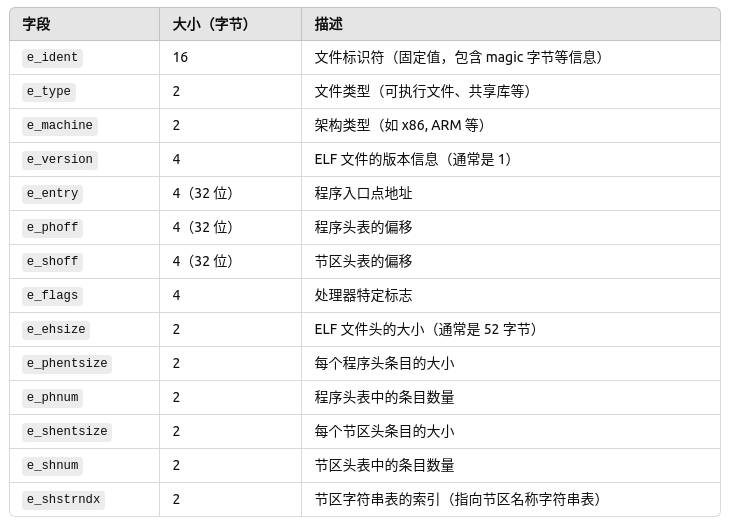 字段 大小（字节） 描述
e_ident 16 文件标识符（固定值，包含 magic 字节等信息）
e_type 2 文件类型（可执行文件、共享库等）
e_machine 2 架构类型（如 x86, ARM 等）
e_version 4 ELF 文件的版本信息（通常是 1）
e_entry 4（32 位） 程序入口点地址
e_phoff 4（32 位） 程序头表的偏移
e_shoff 4（32 位） 节区头表的偏移
e_flags 4 处理器特定标志
e_ehsize 2 ELF 文件头的大小（通常是 52 字节）
e_phentsize 2 每个程序头条目的大小
e_phnum 2 程序头表中的条目数量
e_shentsize 2 每个节区头条目的大小
e_shnum 2 节区头表中的条目数量
e_shstrndx 2 节区字符串表的索引（指向节区名称字符串表）